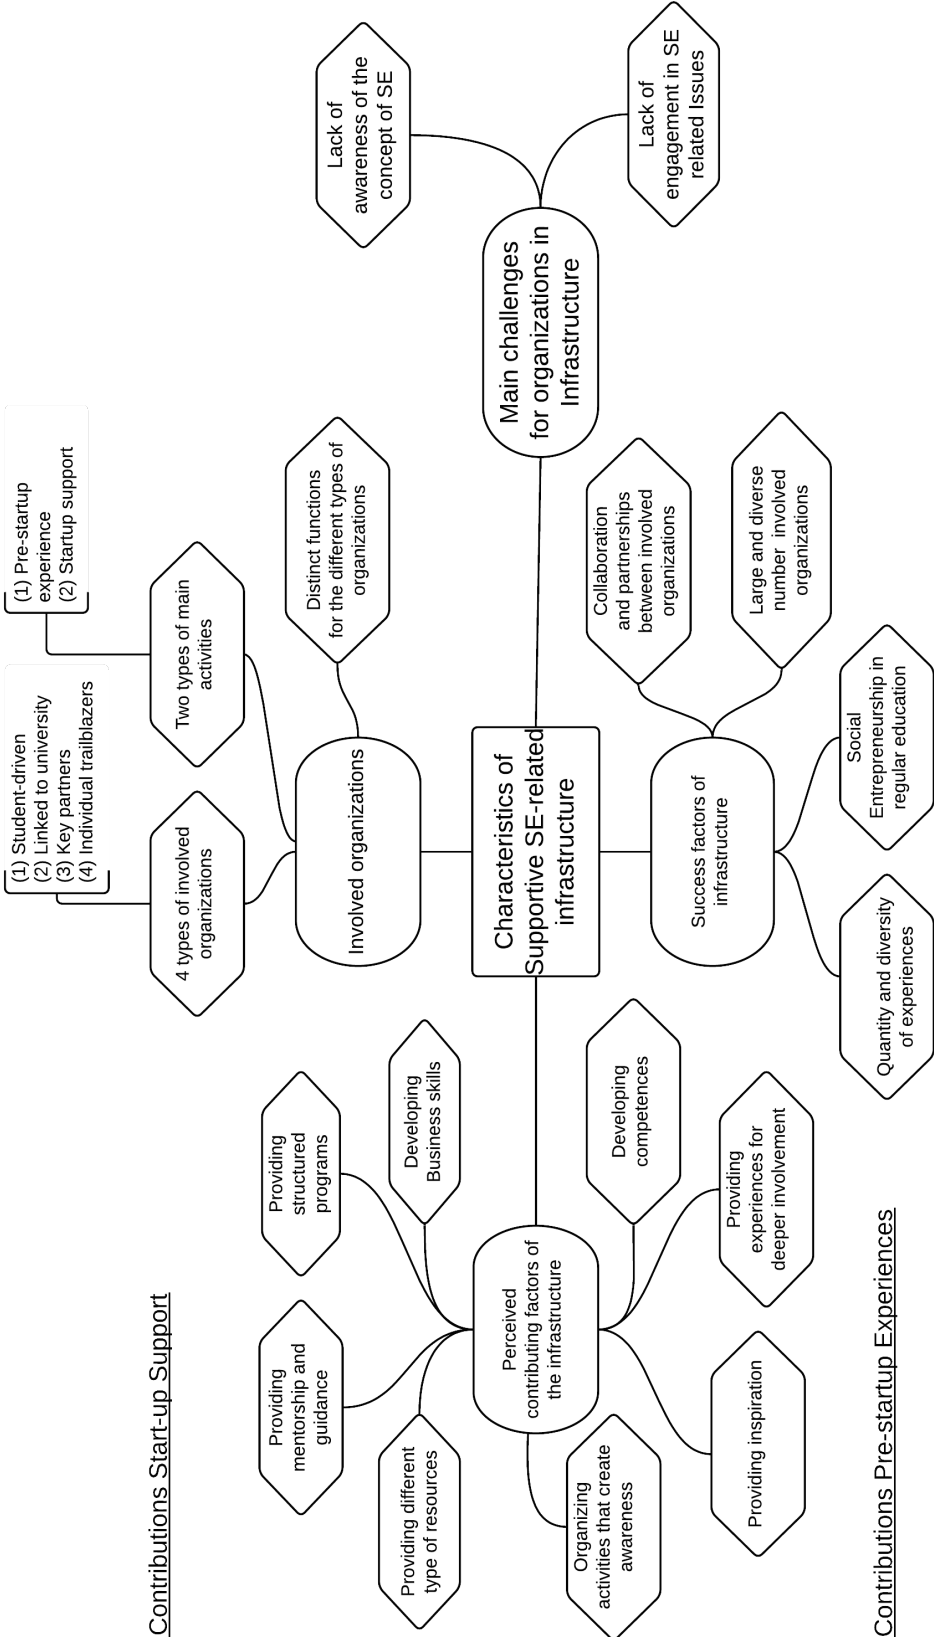 Contributions Start-up Support
Providing
mentorship and
guidance
Providing
structured
programs
Providing different
type of resources
Developing
Business skills
Perceived
contributing factors of
the infrastructure
Organizing
activities that create
awareness
Providing inspiration
Providing
experiences for
deeper involvement
Developing
competences
Contributions Pre-startup Experiences
(1) Student-driven
(2) Linked to university
(3) Key partners
(4) Individual trailblazers
(1) Pre-startup
experience
(2) Startup support
4 types of involved
organizations
Two types of main
activities
Distinct functions
for the different types of
organizations
Involved organizations
Characteristics of
Supportive SE-related
infrastructure
Success factors of
infrastructure
Collaboration
and partnerships
between involved
organizations
Large and diverse
number involved
organizations
Quantity and diversity
of experiences
Social
Entrepreneurship in
regular education
Main challenges
for organizations in
Infrastructure
Lack of
awareness of the
concept of SE
Lack of
engagement in SE
related Issues